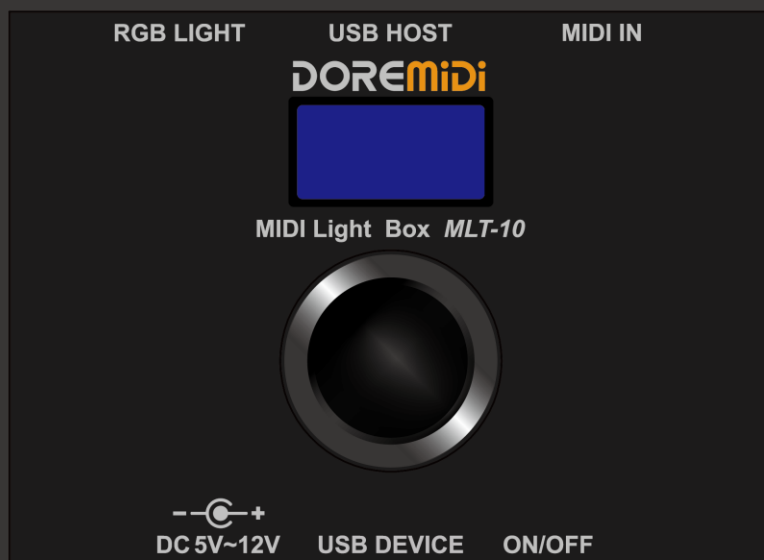 RGB LIGHT USB HOST MIDI IN
DOREMiDi
MIDI Light Box MLT-10
DC 5V~12V USB DEVICE ON/OFF